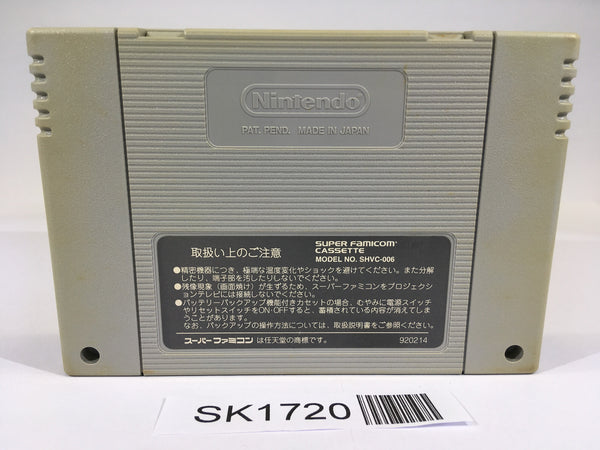 Nintendo
PAT. PEND. MADE IN JAPAN
取扱い上のご注意
SUPER FAMICOM
CASSETTE
MODEL NO. SHVC-006
●精密機器につき、極端な温度変化やショックを避けてください。また分解
したり、端子部を汚したりしないでください。
●残像現象（画面焼け）が生ずるため、スーパーファミコンをプロジェクシ
ョンテレビには接続しないでください。
●バッテリーバックアップ機能付きカセットの場合、むやみに電源スイッチ
やリセットスイッチをON・OFFすると、蓄積されている内容が消えてしま
うことがあります。
なお、バックアップの操作方法については、取扱説明書をご参照ください。
スーパーファミコン は任天堂の商標です。 920214
SK1720